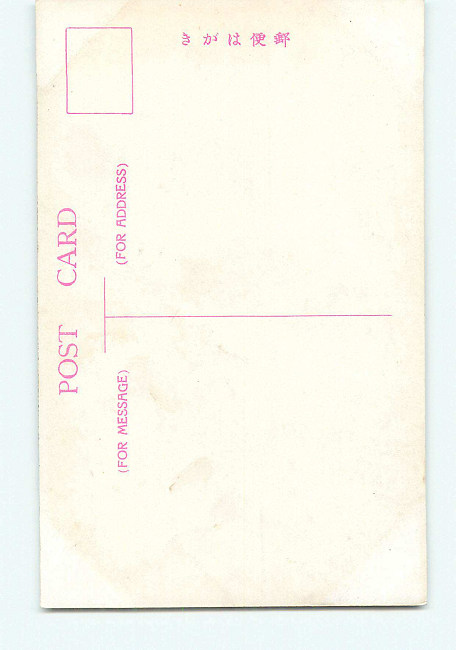 郵便はがき
POST CARD
(FOR ADDRESS)
(FOR MESSAGE)